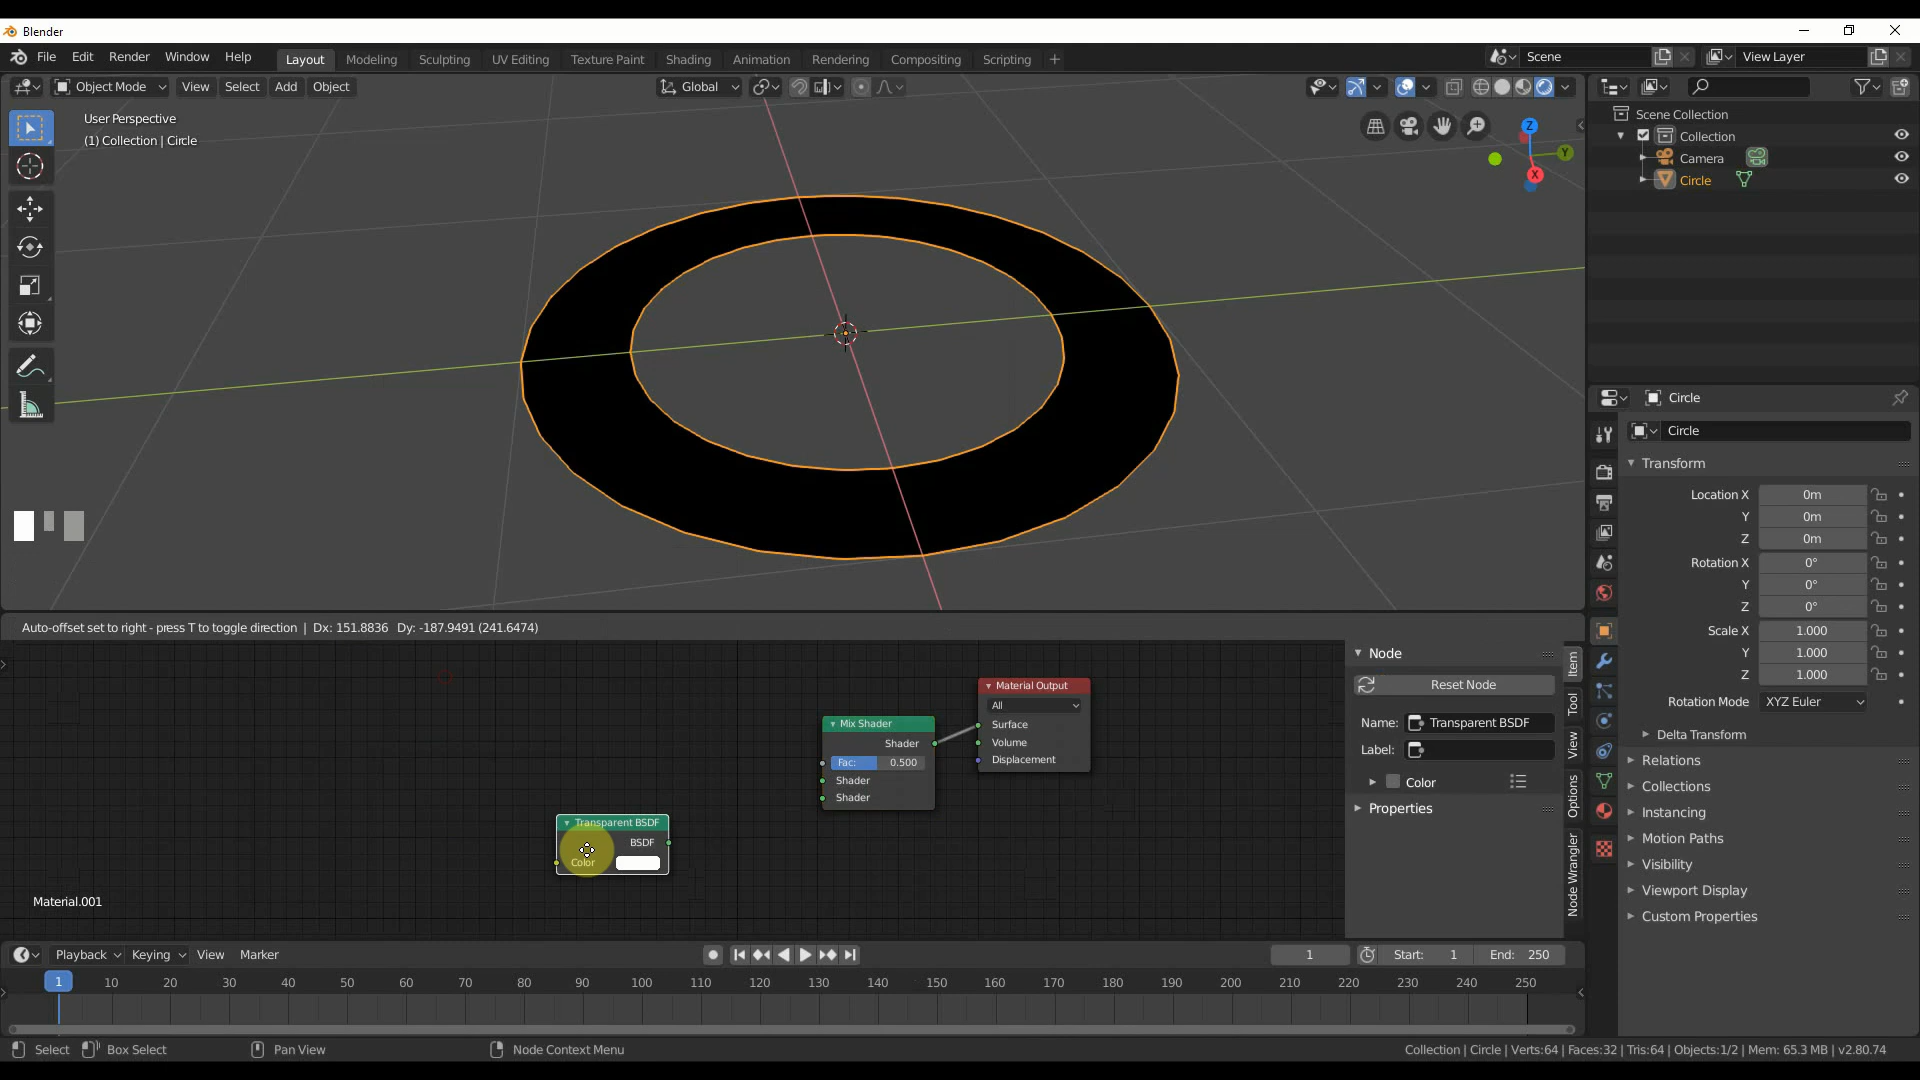 Blender
File Edit Render Window Help Layout Modeling Sculpting UV Editing Texture Paint Shading Animation Rendering Compositing Scripting + Scene View Layer
Object Mode View Select Add Object Global
User Perspective
(1) Collection | Circle
Z
Y
X
Scene Collection
Collection
Camera
Circle
Circle
Circle
Transform
Location X 0m
Y 0m
Z 0m
Rotation X 0°
Y 0°
Z 0°
Scale X 1.000
Y 1.000
Z 1.000
Rotation Mode XYZ Euler
Delta Transform
Relations
Collections
Instancing
Motion Paths
Visibility
Viewport Display
Custom Properties
Auto-offset set to right - press T to toggle direction | Dx: 151.8836 Dy: -187.9491 (241.6474)
Material Output
All
Surface
Volume
Displacement
Mix Shader
Shader
Fac: 0.500
Shader
Shader
Transparent BSDF
BSDF
Color
Material.001
Node
Reset Node
Name: Transparent BSDF
Label:
Color
Properties
Item
Tool
View
Options
Node Wrangler
Playback Keying View Marker 1 Start: 1 End: 250
1 10 20 30 40 50 60 70 80 90 100 110 120 130 140 150 160 170 180 190 200 210 220 230 240 250
Select Box Select Pan View Node Context Menu Collection | Circle | Verts:64 | Faces:32 | Tris:64 | Objects:1/2 | Mem: 65.3 MB | v2.80.74